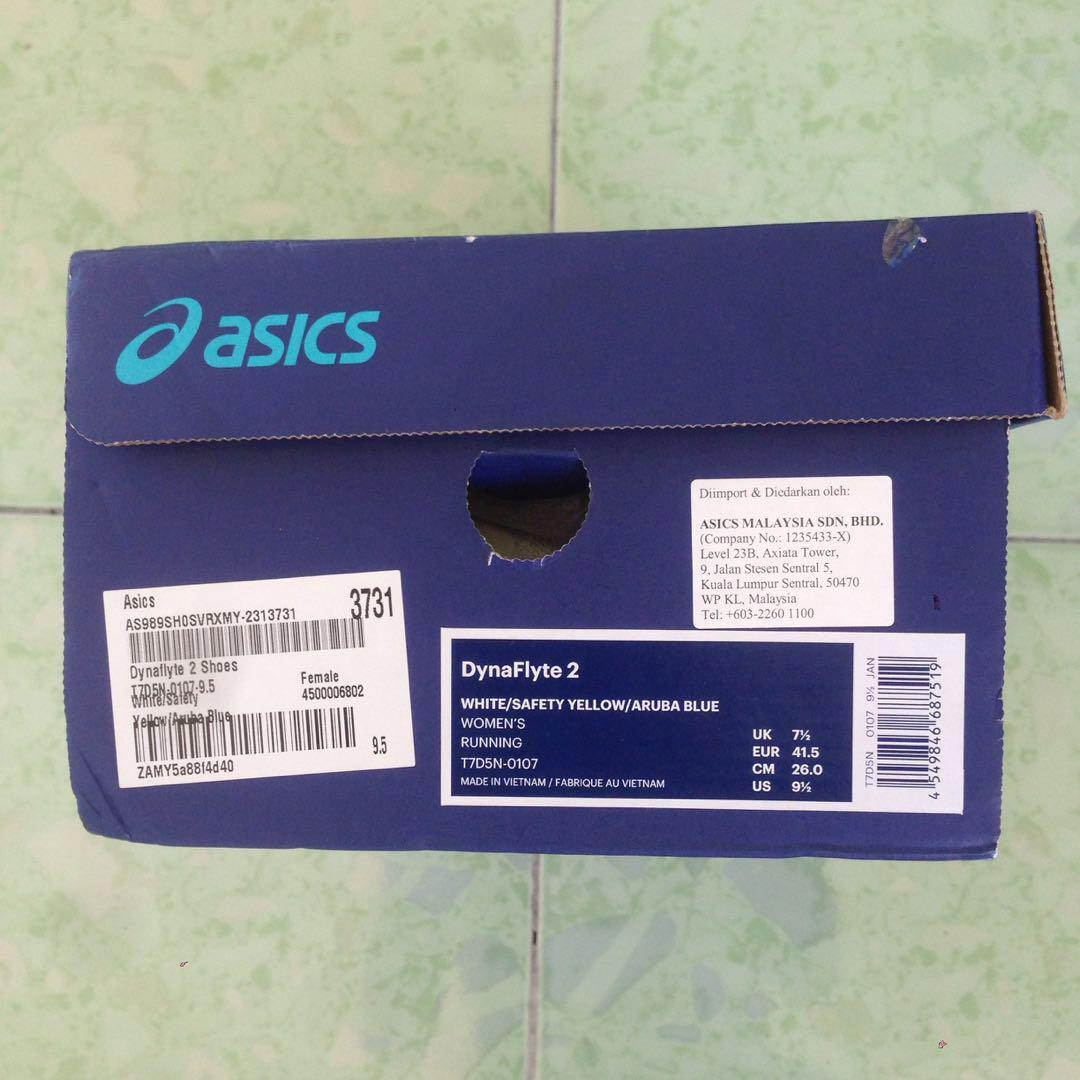 asics
Diimport & Diedarkan oleh:
ASICS MALAYSIA SDN, BHD.
(Company No.: 1235433-X)
Level 23B, Axiata Tower,
9, Jalan Stesen Sentral 5,
Kuala Lumpur Sentral, 50470
WP KL, Malaysia
Tel: +603-2260 1100
Asics
3731
AS989SH0SVRXMY-2313731
Dynaflyte 2 Shoes
T7D5N-0107-9.5
Female
White/Safety
4500006802
Yellow/Aruba Blue
9.5
ZAMY5a88f4d40
DynaFlyte 2
WHITE/SAFETY YELLOW/ARUBA BLUE
WOMEN'S
RUNNING
T7D5N-0107
MADE IN VIETNAM / FABRIQUE AU VIETNAM
UK 7½
EUR 41.5
CM 26.0
US 9½
T7D5N 0107 9½ JAN
4 549846 687519